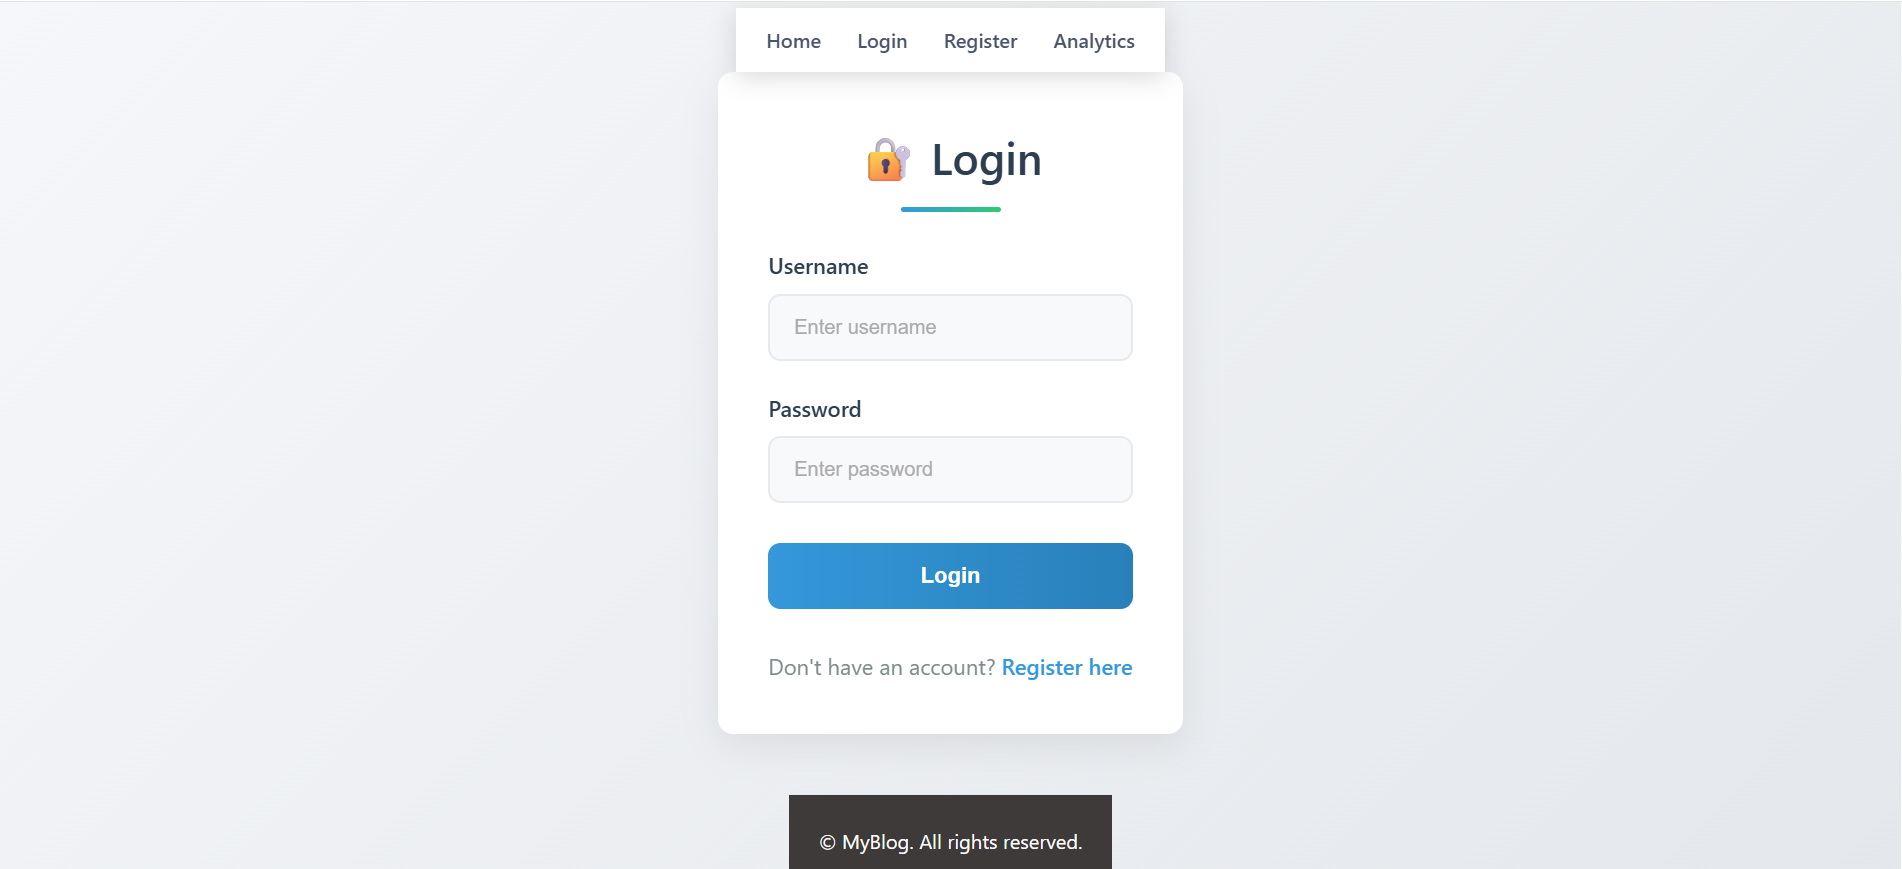 Home Login Register Analytics
Login
Username
Enter username
Password
Enter password
Login
Don't have an account? Register here
© MyBlog. All rights reserved.